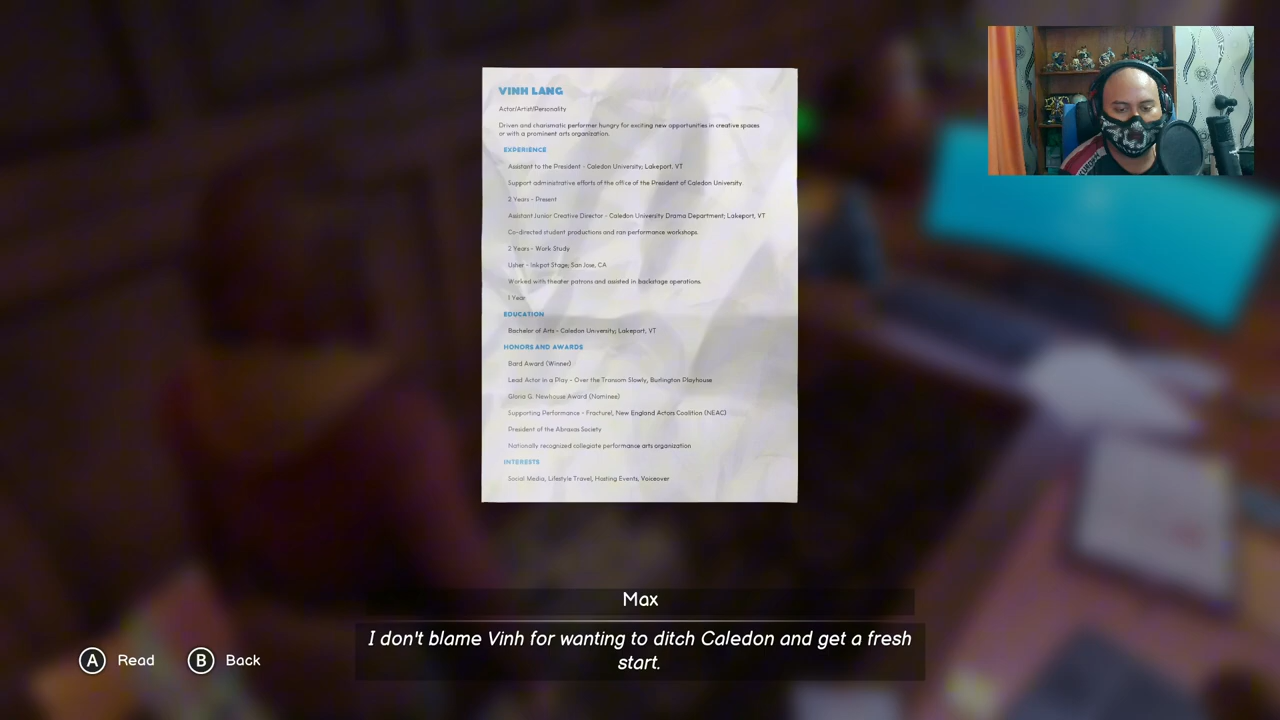 VINH LANG
Actor/Artist/Personality
Driven and charismatic performer hungry for exciting new opportunities in creative spaces
or with a prominent arts organization.
EXPERIENCE
Assistant to the President - Caledon University; Lakeport, VT
Support administrative efforts of the office of the President of Caledon University
2 Years - Present
Assistant Junior Creative Director - Caledon University Drama Department; Lakeport, VT
Co-directed student productions and ran performance workshops.
2 Years - Work Study
Usher - Inkpot Stage; San Jose, CA
Worked with theater patrons and assisted in backstage operations.
1 Year
EDUCATION
Bachelor of Arts - Caledon University; Lakeport, VT
HONORS AND AWARDS
Bard Award (Winner)
Lead Actor in a Play - Over the Transom Slowly, Burlington Playhouse
Gloria G. Newhouse Award (Nominee)
Supporting Performance - Fracture!, New England Actors Coalition (NEAC)
President of the Abraxas Society
Nationally recognized collegiate performance arts organization
INTERESTS
Social Media, Lifestyle Travel, Hosting Events, Voiceover
Max
I don't blame Vinh for wanting to ditch Caledon and get a fresh
start.
A Read B Back